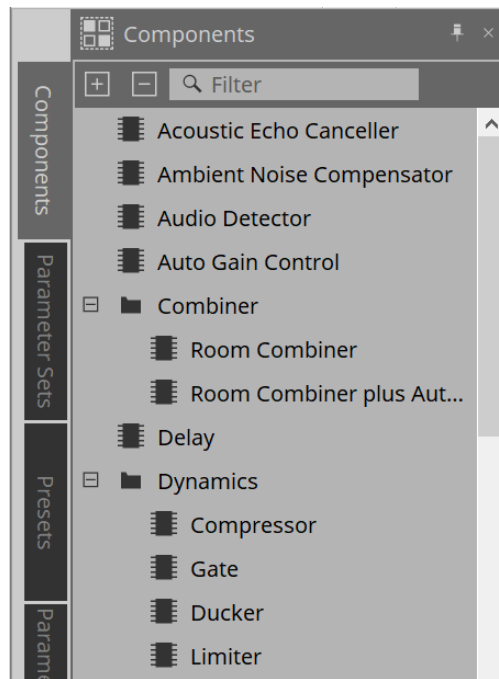 Components
Filter
Components
Parameter Sets
Presets
Acoustic Echo Canceller
Ambient Noise Compensator
Audio Detector
Auto Gain Control
Combiner
Room Combiner
Room Combiner plus Aut...
Delay
Dynamics
Compressor
Gate
Ducker
Limiter